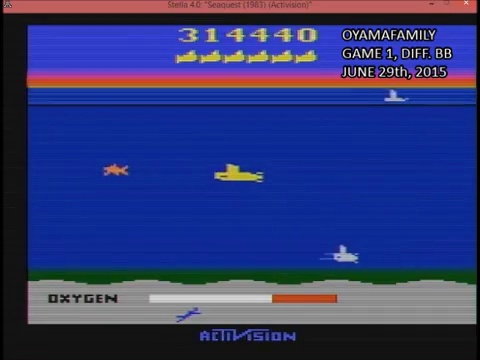 Stella 4.0: "Seaquest (1983) (Activision)"
314440
OYAMAFAMILY
GAME 1, DIFF. BB
JUNE 29th, 2015
OXYGEN
ACTIVISION